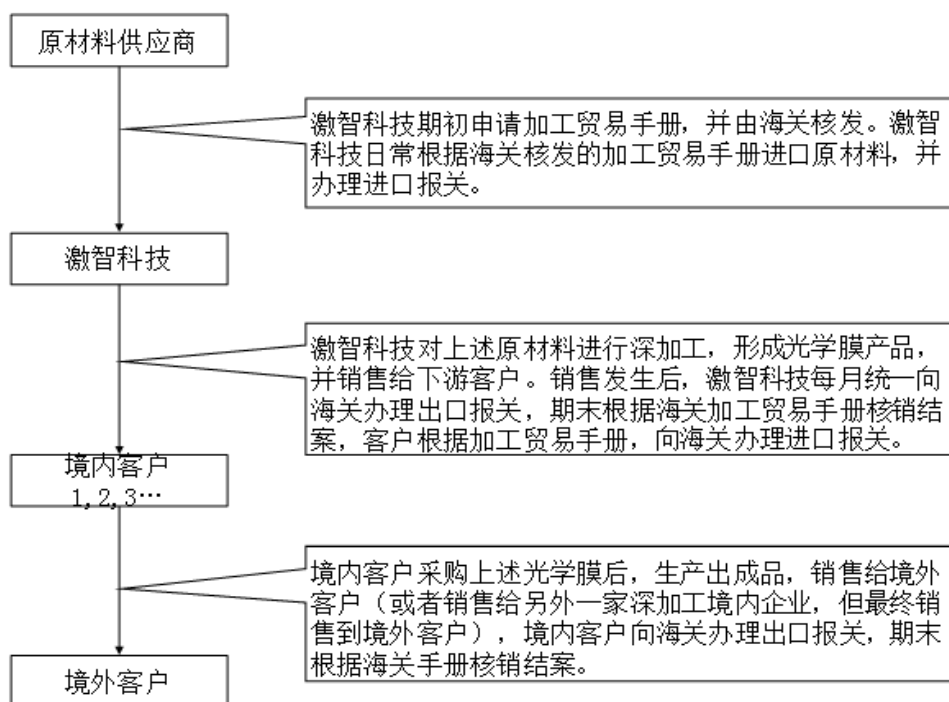 原材料供应商
激智科技期初申请加工贸易手册，并由海关核发。激智
科技日常根据海关核发的加工贸易手册进口原材料，并
办理进口报关。
激智科技
激智科技对上述原材料进行深加工，形成光学膜产品，
并销售给下游客户。销售发生后，激智科技每月统一向
海关办理出口报关，期末根据海关加工贸易手册核销结
案，客户根据加工贸易手册，向海关办理进口报关。
境内客户
1,2,3…
境内客户采购上述光学膜后，生产出成品，销售给境外
客户（或者销售给另外一家深加工境内企业，但最终销
售到境外客户），境内客户向海关办理出口报关，期末
根据海关手册核销结案。
境外客户